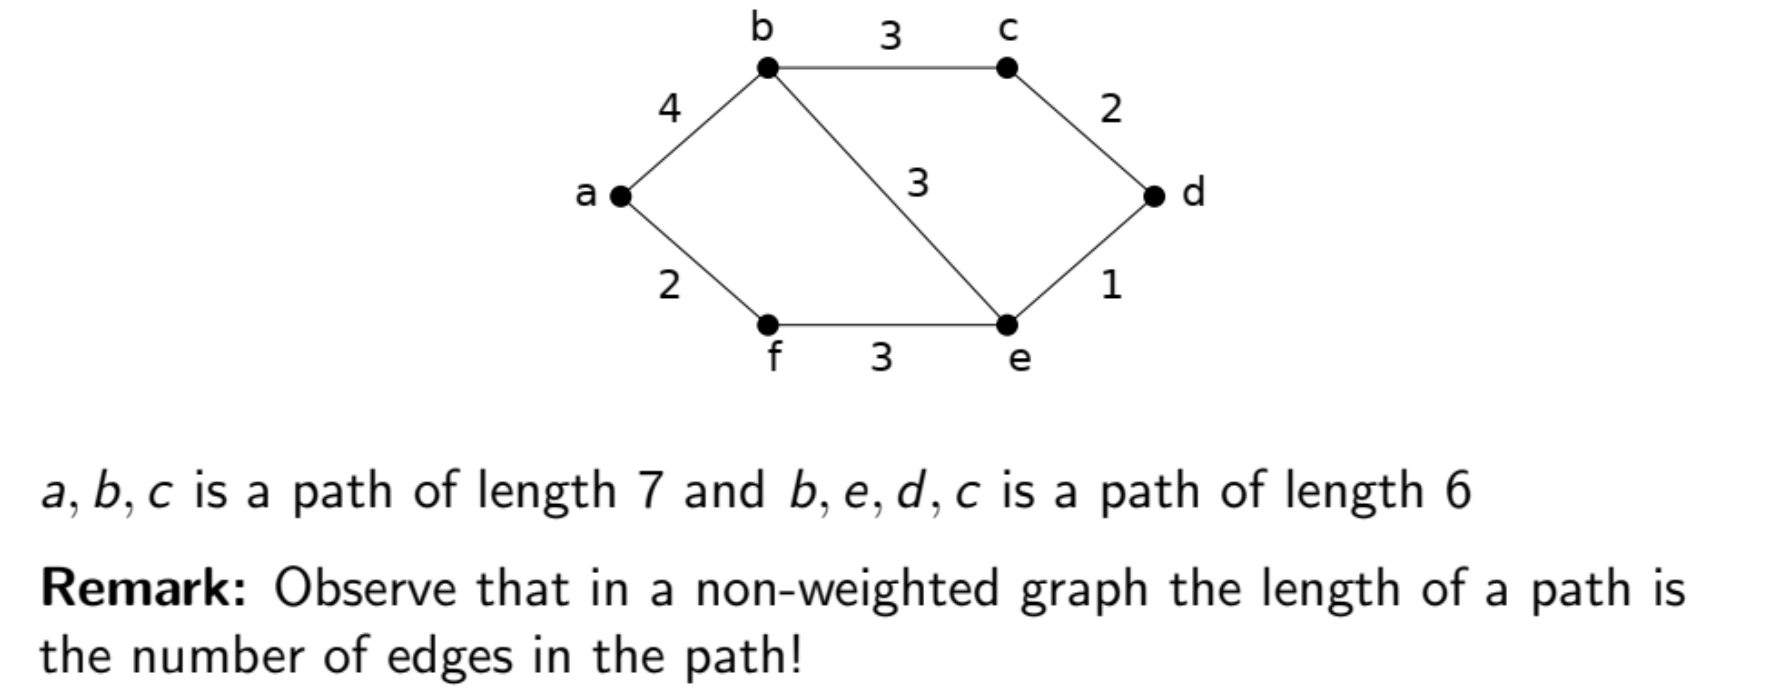 b 3 c
4 2
a 3 d
2 1
f 3 e
a, b, c is a path of length 7 and b, e, d, c is a path of length 6
Remark: Observe that in a non-weighted graph the length of a path is
the number of edges in the path!